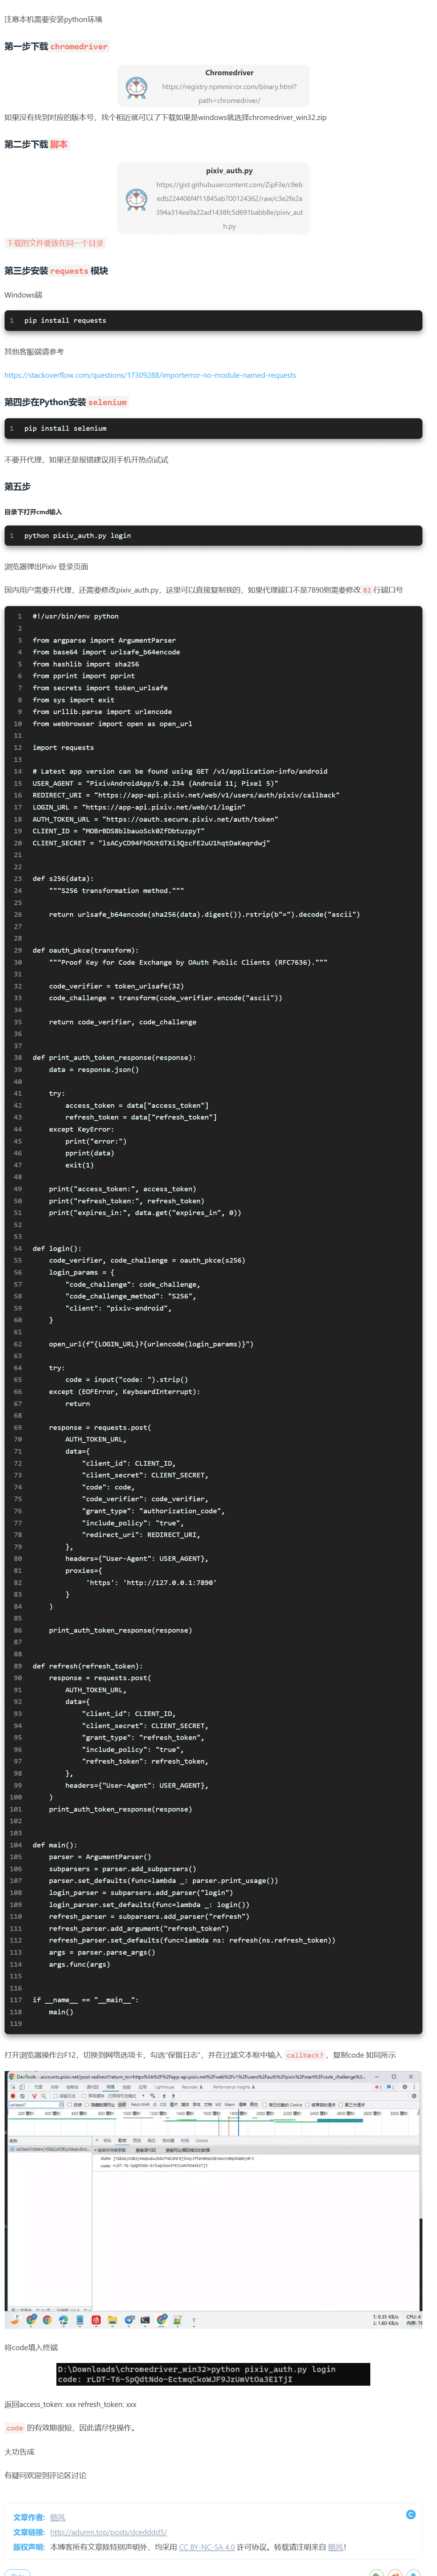 注意本机需要安装python环境
第一步下载 chromedriver
Chromedriver
https://registry.npmmirror.com/binary.html?
path=chromedriver/
如果没有找到对应的版本号，找个相近就可以了下载如果是windows就选择chromedriver_win32.zip
第二步下载 脚本
pixiv_auth.py
https://gist.githubusercontent.com/ZipFile/c9eb
edb224406f4f11845ab700124362/raw/c3e2fe2a
394a314ea9a22ad1438fc5d691babb8e/pixiv_aut
h.py
下载的文件要放在同一个目录
第三步安装 requests 模块
Windows端
1 pip install requests
其他客服端请参考
https://stackoverflow.com/questions/17309288/importerror-no-module-named-requests
第四步在Python安装 selenium
1 pip install selenium
不要开代理，如果还是报错建议用手机开热点试试
第五步
目录下打开cmd输入
1 python pixiv_auth.py login
浏览器弹出Pixiv 登录页面
国内用户需要开代理，还需要修改pixiv_auth.py，这里可以直接复制我的，如果代理端口不是7890则需要修改 82 行端口号
1 #!/usr/bin/env python
2
3 from argparse import ArgumentParser
4 from base64 import urlsafe_b64encode
5 from hashlib import sha256
6 from pprint import pprint
7 from secrets import token_urlsafe
8 from sys import exit
9 from urllib.parse import urlencode
10 from webbrowser import open as open_url
11
12 import requests
13
14 # Latest app version can be found using GET /v1/application-info/android
15 USER_AGENT = "PixivAndroidApp/5.0.234 (Android 11; Pixel 5)"
16 REDIRECT_URI = "https://app-api.pixiv.net/web/v1/users/auth/pixiv/callback"
17 LOGIN_URL = "https://app-api.pixiv.net/web/v1/login"
18 AUTH_TOKEN_URL = "https://oauth.secure.pixiv.net/auth/token"
19 CLIENT_ID = "MOBrBDS8blbauoSck0ZfDbtuzpyT"
20 CLIENT_SECRET = "lsACyCD94FhDUtGTXi3QzcFE2uU1hqtDaKeqrdwj"
21
22
23 def s256(data):
24 """S256 transformation method."""
25
26 return urlsafe_b64encode(sha256(data).digest()).rstrip(b"=").decode("ascii")
27
28
29 def oauth_pkce(transform):
30 """Proof Key for Code Exchange by OAuth Public Clients (RFC7636)."""
31
32 code_verifier = token_urlsafe(32)
33 code_challenge = transform(code_verifier.encode("ascii"))
34
35 return code_verifier, code_challenge
36
37
38 def print_auth_token_response(response):
39 data = response.json()
40
41 try:
42 access_token = data["access_token"]
43 refresh_token = data["refresh_token"]
44 except KeyError:
45 print("error:")
46 pprint(data)
47 exit(1)
48
49 print("access_token:", access_token)
50 print("refresh_token:", refresh_token)
51 print("expires_in:", data.get("expires_in", 0))
52
53
54 def login():
55 code_verifier, code_challenge = oauth_pkce(s256)
56 login_params = {
57 "code_challenge": code_challenge,
58 "code_challenge_method": "S256",
59 "client": "pixiv-android",
60 }
61
62 open_url(f"{LOGIN_URL}?{urlencode(login_params)}")
63
64 try:
65 code = input("code: ").strip()
66 except (EOFError, KeyboardInterrupt):
67 return
68
69 response = requests.post(
70 AUTH_TOKEN_URL,
71 data={
72 "client_id": CLIENT_ID,
73 "client_secret": CLIENT_SECRET,
74 "code": code,
75 "code_verifier": code_verifier,
76 "grant_type": "authorization_code",
77 "include_policy": "true",
78 "redirect_uri": REDIRECT_URI,
79 },
80 headers={"User-Agent": USER_AGENT},
81 proxies={
82 'https': 'http://127.0.0.1:7890'
83 }
84 )
85
86 print_auth_token_response(response)
87
88
89 def refresh(refresh_token):
90 response = requests.post(
91 AUTH_TOKEN_URL,
92 data={
93 "client_id": CLIENT_ID,
94 "client_secret": CLIENT_SECRET,
95 "grant_type": "refresh_token",
96 "include_policy": "true",
97 "refresh_token": refresh_token,
98 },
99 headers={"User-Agent": USER_AGENT},
100 )
101 print_auth_token_response(response)
102
103
104 def main():
105 parser = ArgumentParser()
106 subparsers = parser.add_subparsers()
107 parser.set_defaults(func=lambda _: parser.print_usage())
108 login_parser = subparsers.add_parser("login")
109 login_parser.set_defaults(func=lambda _: login())
110 refresh_parser = subparsers.add_parser("refresh")
111 refresh_parser.add_argument("refresh_token")
112 refresh_parser.set_defaults(func=lambda ns: refresh(ns.refresh_token))
113 args = parser.parse_args()
114 args.func(args)
115
116
117 if __name__ == "__main__":
118 main()
119
打开浏览器操作台F12，切换到网络选项卡，勾选“保留日志”，并在过滤文本框中输入 callback? ，复制code 如同所示
将code填入终端
D:\Downloads\chromedriver_win32>python pixiv_auth.py login
code: rLDT-T6-SpQdtNdo-EctwqCkoWJF9JzUmVtOa3E1TjI
返回access_token: xxx refresh_token: xxx
code 的有效期很短，因此请尽快操作。
大功告成
有疑问欢迎到评论区讨论
文章作者:
文章链接: http://adunm.top/posts/dcedddd5/
版权声明: 本博客所有文章除特别声明外，均采用 CC BY-NC-SA 4.0 许可协议。转载请注明来自